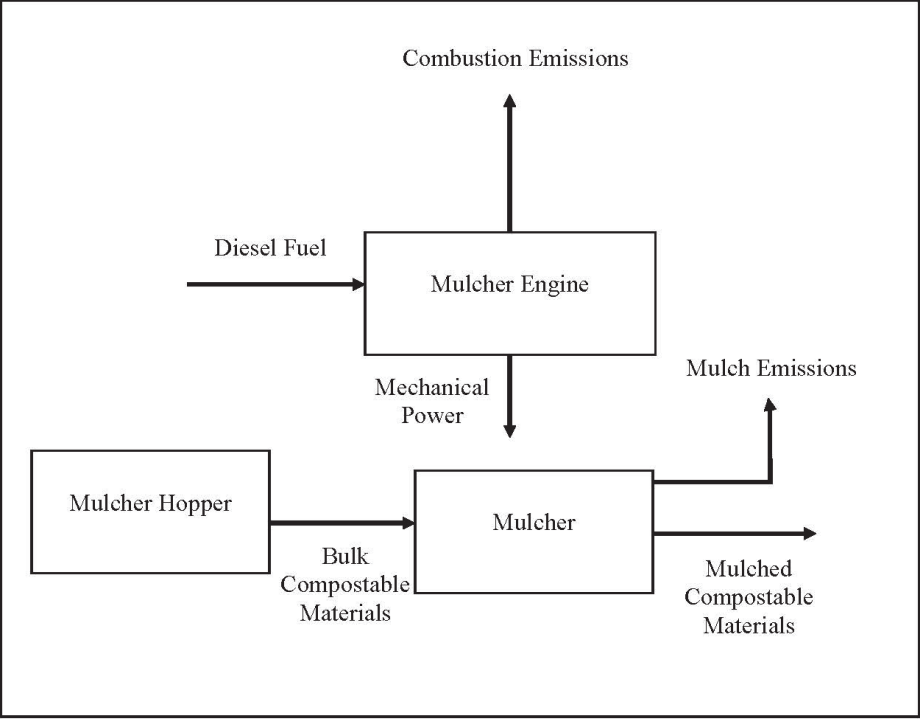 Combustion Emissions
Diesel Fuel
Mulcher Engine
Mechanical
Power
Mulch Emissions
Mulcher Hopper
Mulcher
Bulk
Compostable
Materials
Mulched
Compostable
Materials